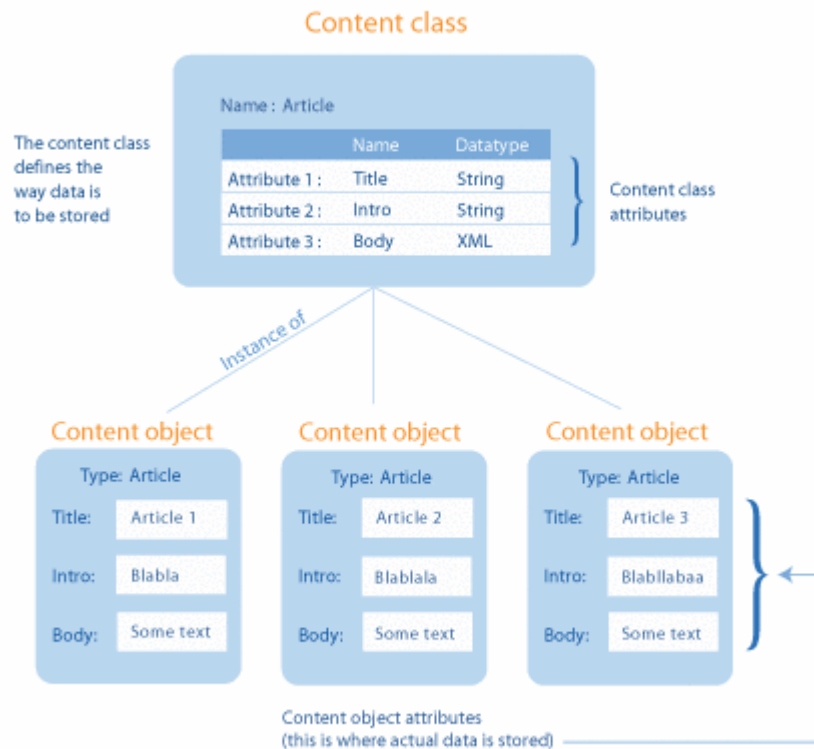 Content class
Name : Article
The content class
defines the
way data is
to be stored
Name Datatype
Attribute 1 : Title String
Attribute 2 : Intro String
Attribute 3 : Body XML
Content class
attributes
Instance of
Content object
Type: Article
Title: Article 1
Intro: Blabla
Body: Some text
Content object
Type: Article
Title: Article 2
Intro: Blablala
Body: Some text
Content object
Type: Article
Title: Article 3
Intro: Blabllabaa
Body: Some text
Content object attributes
(this is where actual data is stored)